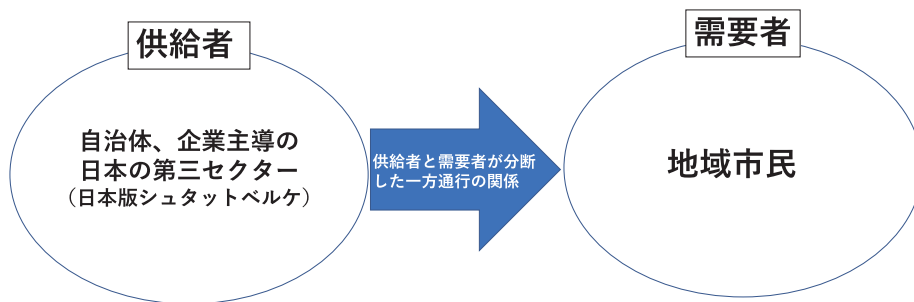 供給者
自治体、企業主導の
日本の第三セクター
（日本版シュタットベルケ）
供給者と需要者が分断
した一方通行の関係
需要者
地域市民